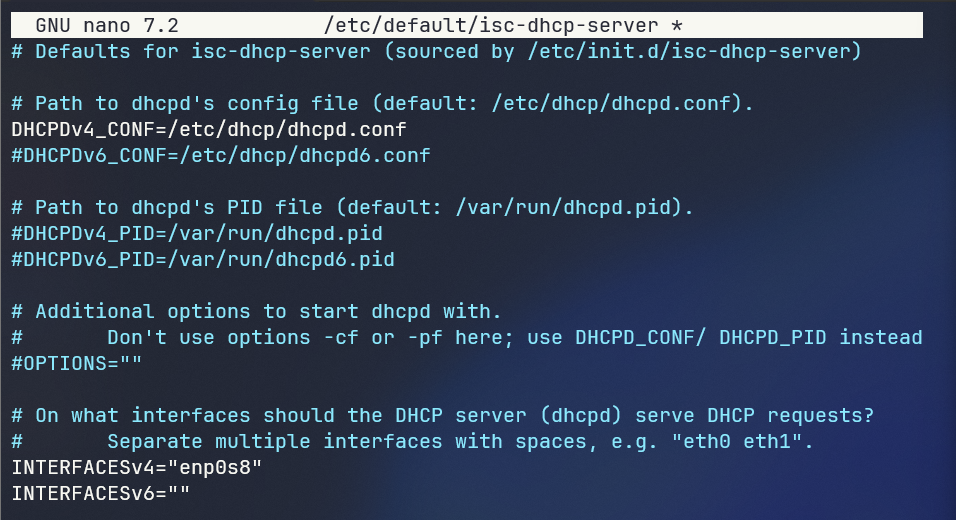 GNU nano 7.2 /etc/default/isc-dhcp-server *
# Defaults for isc-dhcp-server (sourced by /etc/init.d/isc-dhcp-server)
# Path to dhcpd's config file (default: /etc/dhcp/dhcpd.conf).
DHCPDv4_CONF=/etc/dhcp/dhcpd.conf
#DHCPDv6_CONF=/etc/dhcp/dhcpd6.conf
# Path to dhcpd's PID file (default: /var/run/dhcpd.pid).
#DHCPDv4_PID=/var/run/dhcpd.pid
#DHCPDv6_PID=/var/run/dhcpd6.pid
# Additional options to start dhcpd with.
#       Don't use options -cf or -pf here; use DHCPD_CONF/ DHCPD_PID instead
#OPTIONS=""
# On what interfaces should the DHCP server (dhcpd) serve DHCP requests?
#       Separate multiple interfaces with spaces, e.g. "eth0 eth1".
INTERFACESv4="enp0s8"
INTERFACESv6=""